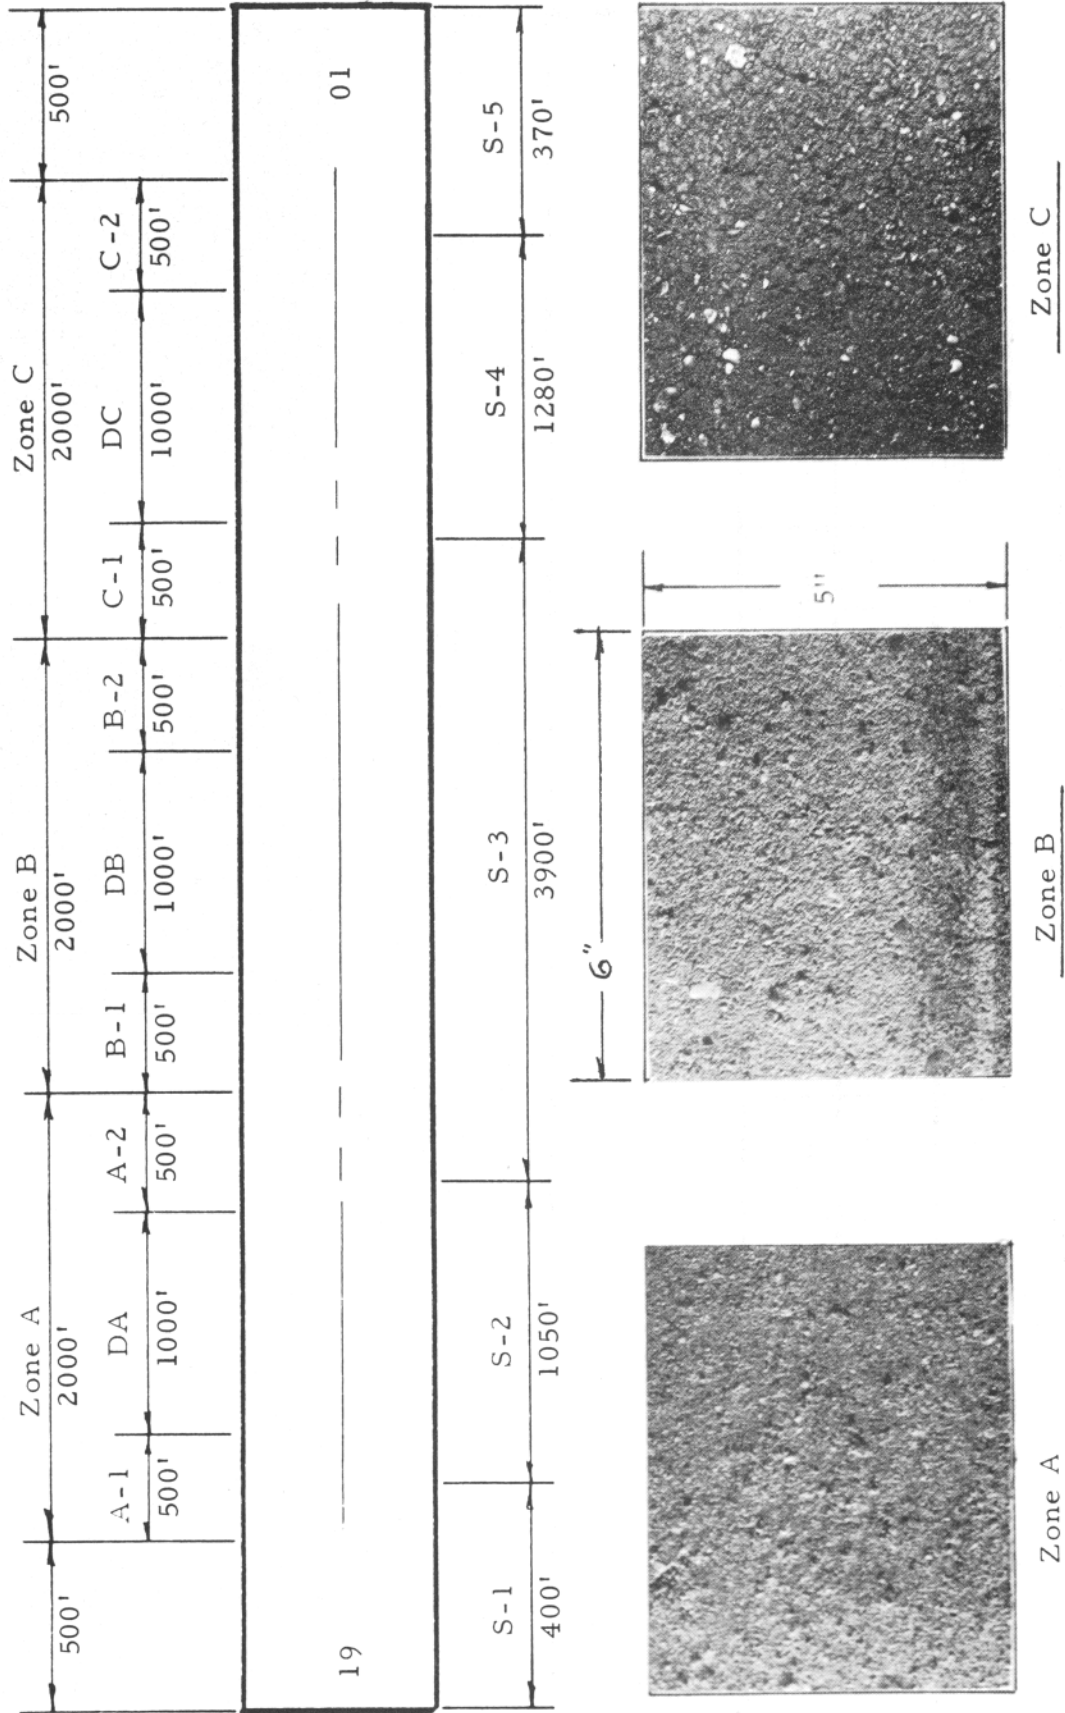 500'
Zone A
2000'
Zone B
2000'
Zone C
2000'
500'
A-1
500'
DA
1000'
A-2
500'
B-1
500'
DB
1000'
B-2
500'
C-1
500'
DC
1000'
C-2
500'
19
01
S-1
400'
S-2
1050'
S-3
3900'
S-4
1280'
S-5
370'
6"
5"
Zone A
Zone B
Zone C